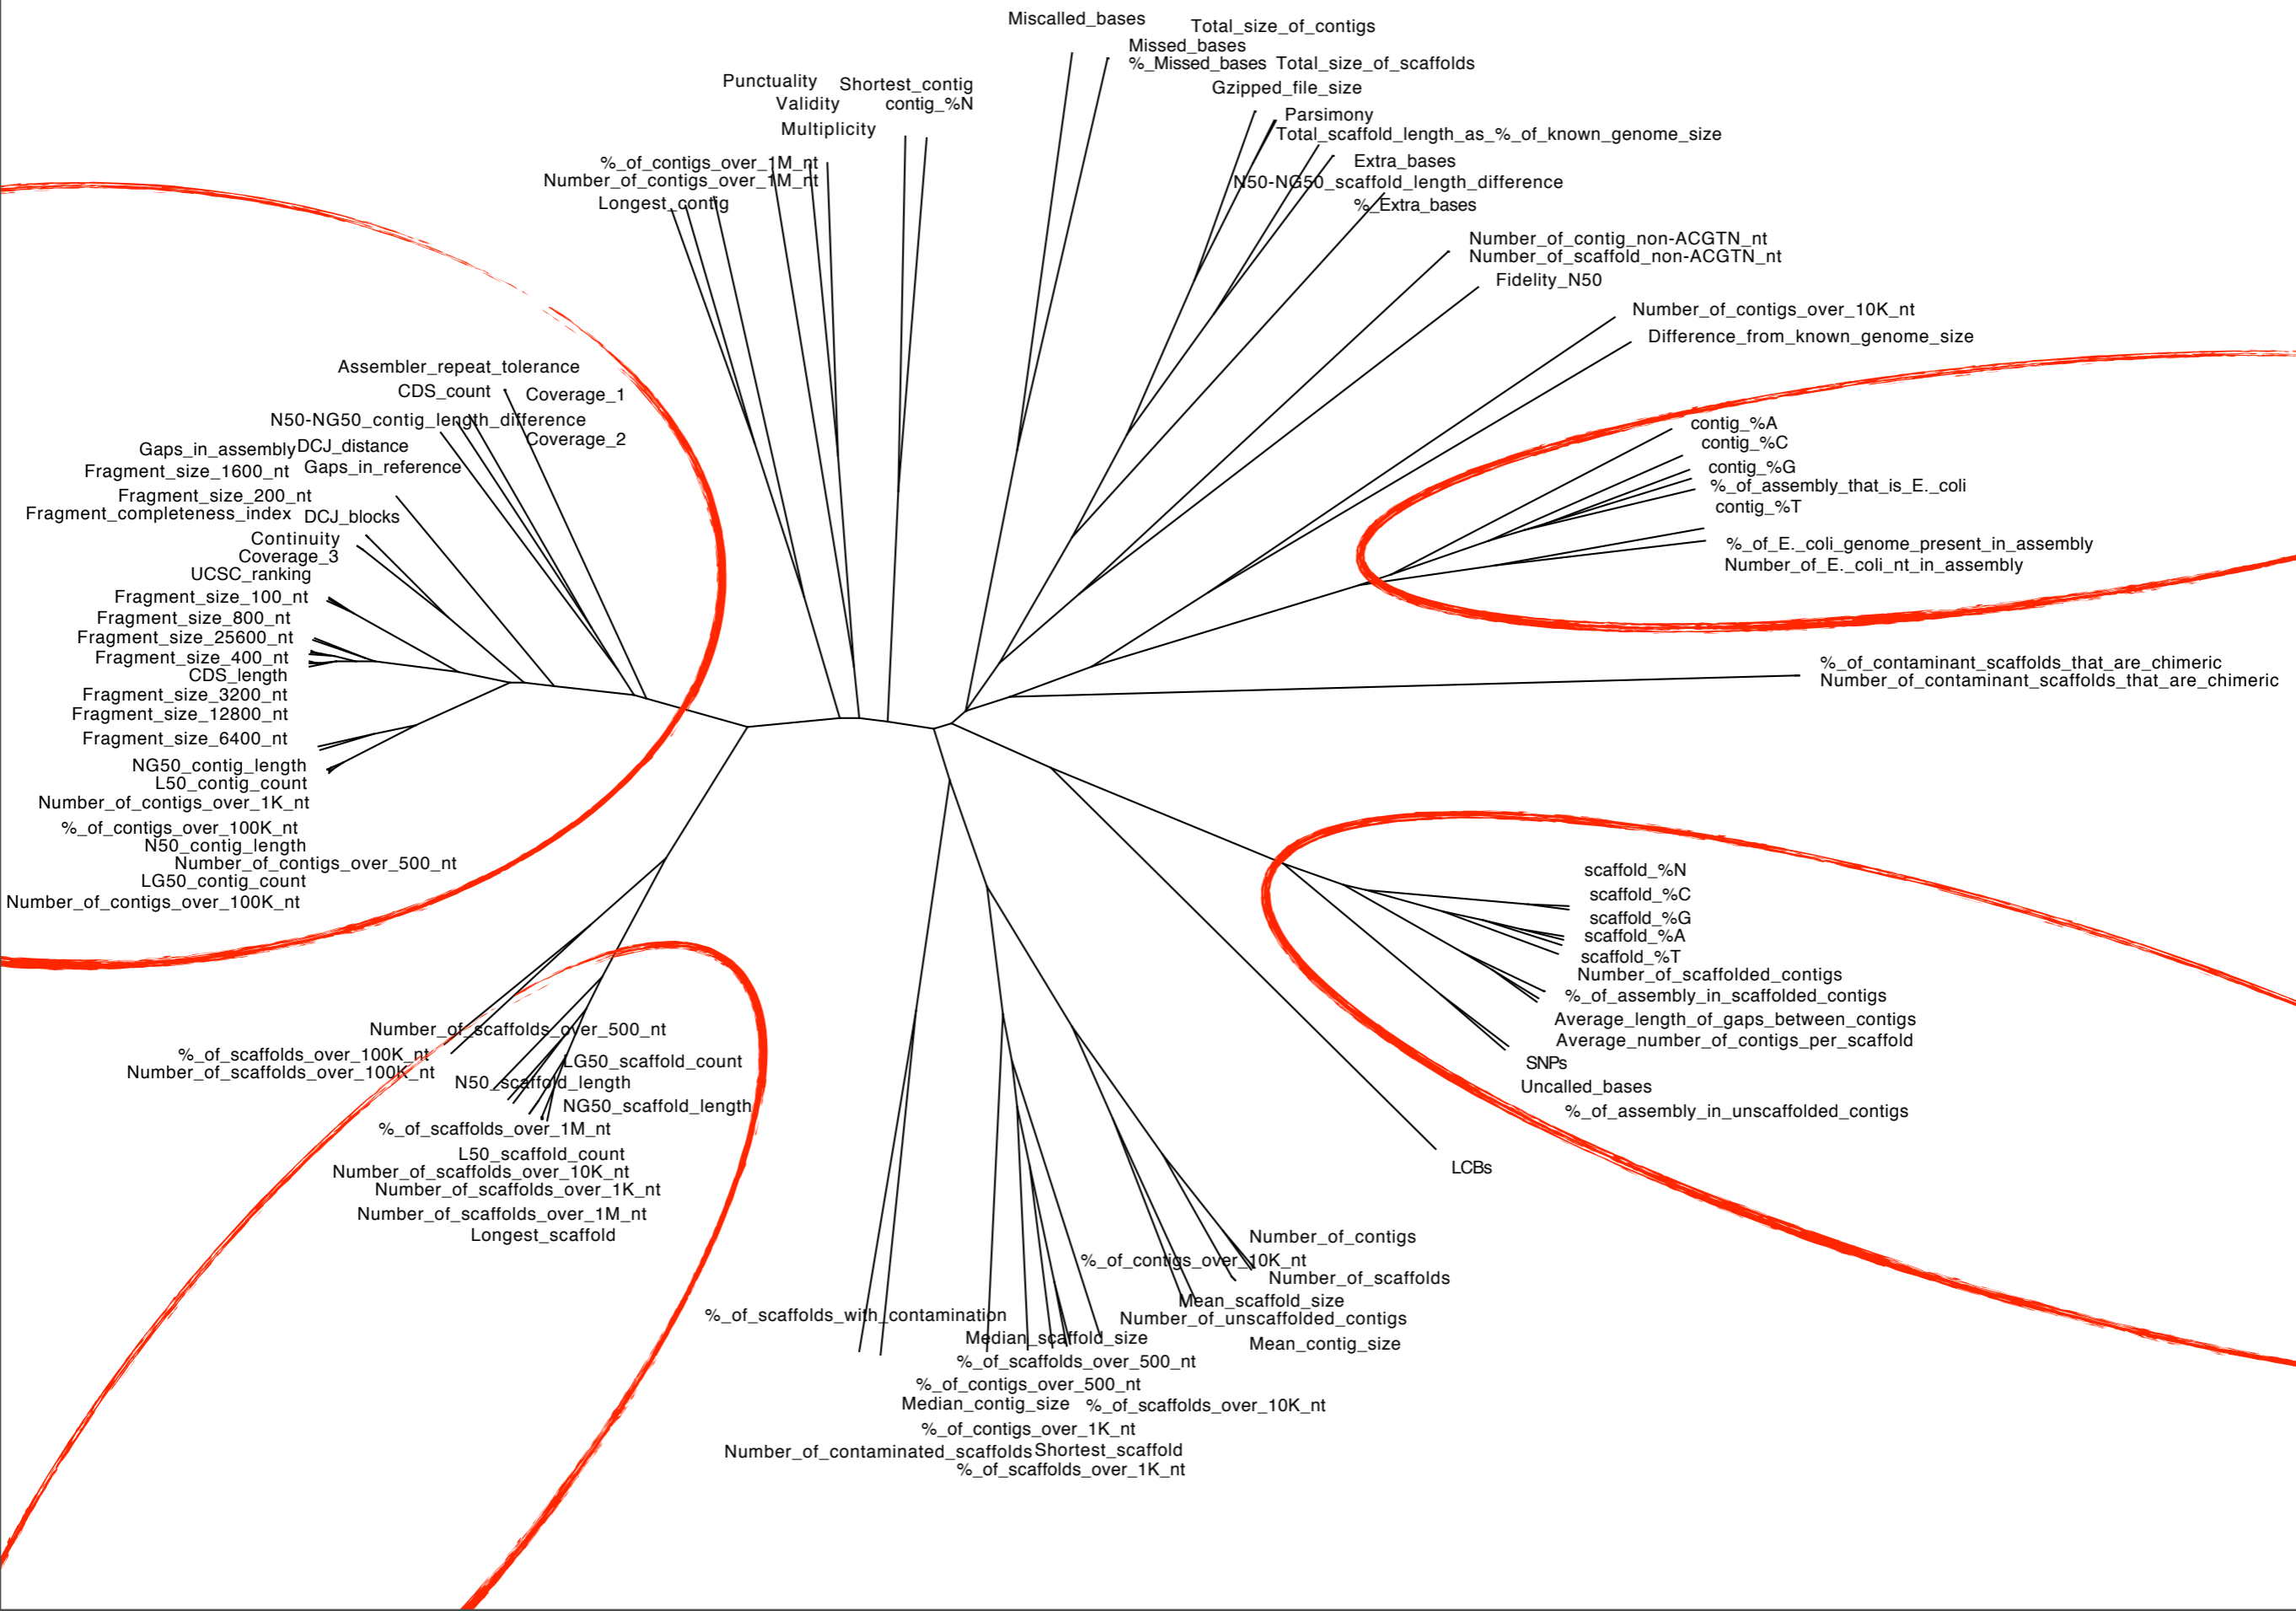 Miscalled_bases
Total_size_of_contigs
Missed_bases
%_Missed_bases
Total_size_of_scaffolds
Gzipped_file_size
Parsimony
Total_scaffold_length_as_%_of_known_genome_size
Extra_bases
N50-NG50_scaffold_length_difference
%_Extra_bases
Number_of_contig_non-ACGTN_nt
Number_of_scaffold_non-ACGTN_nt
Fidelity_N50
Number_of_contigs_over_10K_nt
Difference_from_known_genome_size
Punctuality
Validity
Multiplicity
Shortest_contig
contig_%N
%_of_contigs_over_1M_nt
Number_of_contigs_over_1M_nt
Longest_contig
Assembler_repeat_tolerance
CDS_count
Coverage_1
N50-NG50_contig_length_difference
Coverage_2
Gaps_in_assembly
DCJ_distance
Fragment_size_1600_nt
Gaps_in_reference
Fragment_size_200_nt
Fragment_completeness_index
DCJ_blocks
Continuity
Coverage_3
UCSC_ranking
Fragment_size_100_nt
Fragment_size_800_nt
Fragment_size_25600_nt
Fragment_size_400_nt
CDS_length
Fragment_size_3200_nt
Fragment_size_12800_nt
Fragment_size_6400_nt
NG50_contig_length
L50_contig_count
Number_of_contigs_over_1K_nt
%_of_contigs_over_100K_nt
N50_contig_length
Number_of_contigs_over_500_nt
LG50_contig_count
Number_of_contigs_over_100K_nt
contig_%A
contig_%C
contig_%G
%_of_assembly_that_is_E._coli
contig_%T
%_of_E._coli_genome_present_in_assembly
Number_of_E._coli_nt_in_assembly
%_of_contaminant_scaffolds_that_are_chimeric
Number_of_contaminant_scaffolds_that_are_chimeric
scaffold_%N
scaffold_%C
scaffold_%G
scaffold_%A
scaffold_%T
Number_of_scaffolded_contigs
%_of_assembly_in_scaffolded_contigs
Average_length_of_gaps_between_contigs
Average_number_of_contigs_per_scaffold
SNPs
Uncalled_bases
%_of_assembly_in_unscaffolded_contigs
LCBs
Number_of_scaffolds_over_500_nt
%_of_scaffolds_over_100K_nt
LG50_scaffold_count
Number_of_scaffolds_over_100K_nt
N50_scaffold_length
NG50_scaffold_length
%_of_scaffolds_over_1M_nt
L50_scaffold_count
Number_of_scaffolds_over_10K_nt
Number_of_scaffolds_over_1K_nt
Number_of_scaffolds_over_1M_nt
Longest_scaffold
Number_of_contigs
%_of_contigs_over_10K_nt
Number_of_scaffolds
Mean_scaffold_size
%_of_scaffolds_with_contamination
Number_of_unscaffolded_contigs
Median_scaffold_size
Mean_contig_size
%_of_scaffolds_over_500_nt
%_of_contigs_over_500_nt
Median_contig_size
%_of_scaffolds_over_10K_nt
%_of_contigs_over_1K_nt
Number_of_contaminated_scaffolds
Shortest_scaffold
%_of_scaffolds_over_1K_nt